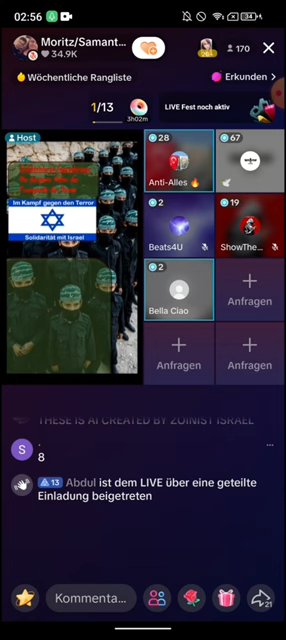 02:56
54
Moritz/Samant...
34.9K
170
Wöchentliche Rangliste
Erkunden >
1/13
3h02m
LIVE Fest noch aktiv
Host
28
67
Anti-Alles
2
19
Im Kampf gegen den Terror
Solidarität mit Israel
Beats4U
ShowThe...
2
Bella Ciao
+
Anfragen
+
Anfragen
+
Anfragen
THESE IS AI CREATED BY ZOINIST ISRAEL
S
.
...
8
13 Abdul ist dem LIVE über eine geteilte
Einladung beigetreten
Kommenta...
21